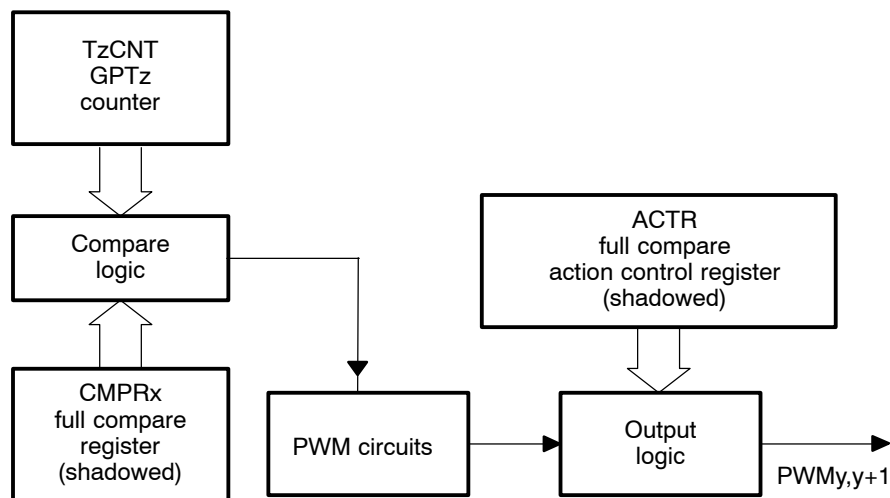 TzCNT
GPTz
counter
Compare
logic
CMPRx
full compare
register
(shadowed)
PWM circuits
ACTR
full compare
action control register
(shadowed)
Output
logic
PWMy,y+1